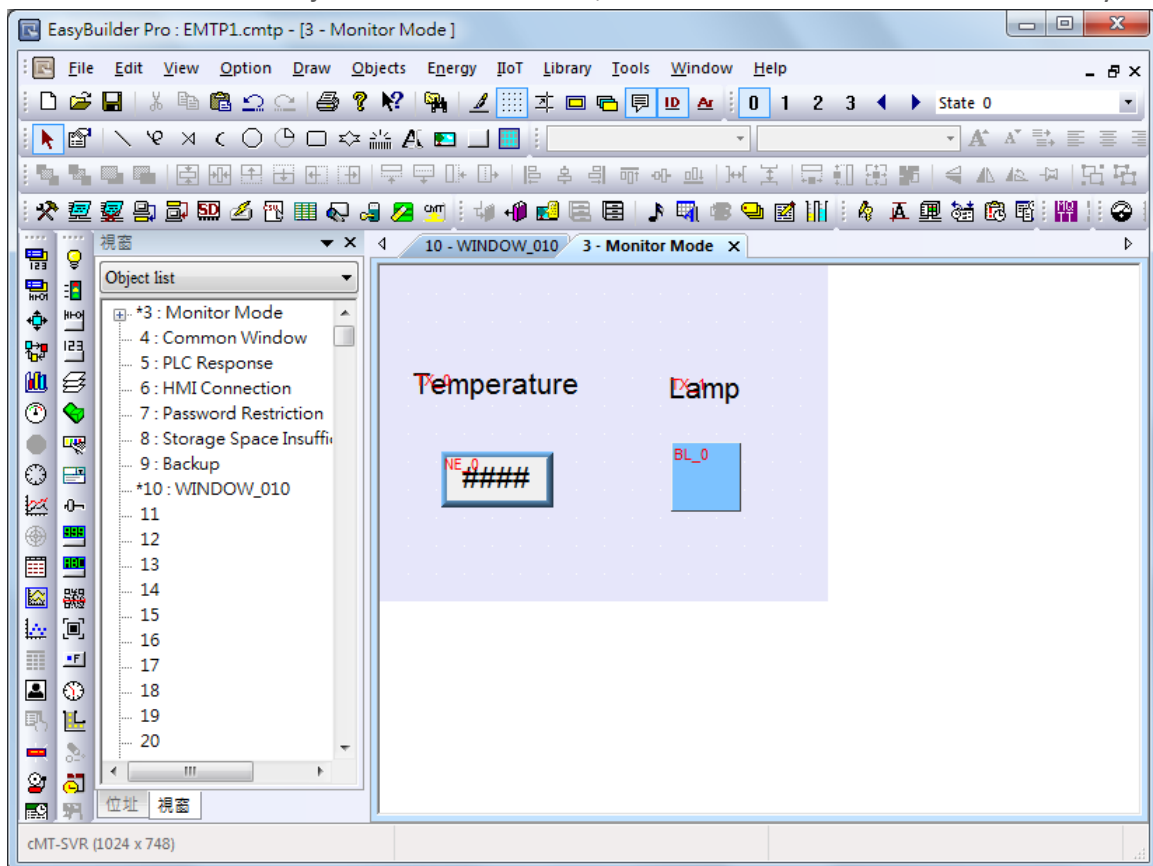 EasyBuilder Pro : EMTP1.cmtp - [3 - Monitor Mode ]
File Edit View Option Draw Objects Energy IIoT Library Tools Window Help
ID 0 1 2 3 State 0
視窗
10 - WINDOW_010 3 - Monitor Mode
Object list
*3 : Monitor Mode
4 : Common Window
5 : PLC Response
6 : HMI Connection
7 : Password Restriction
8 : Storage Space Insuffi
9 : Backup
*10 : WINDOW_010
11
12
13
14
15
16
17
18
19
20
TX_0
Temperature
Lamp
NE_0
####
BL_0
位址 視窗
cMT-SVR (1024 x 748)